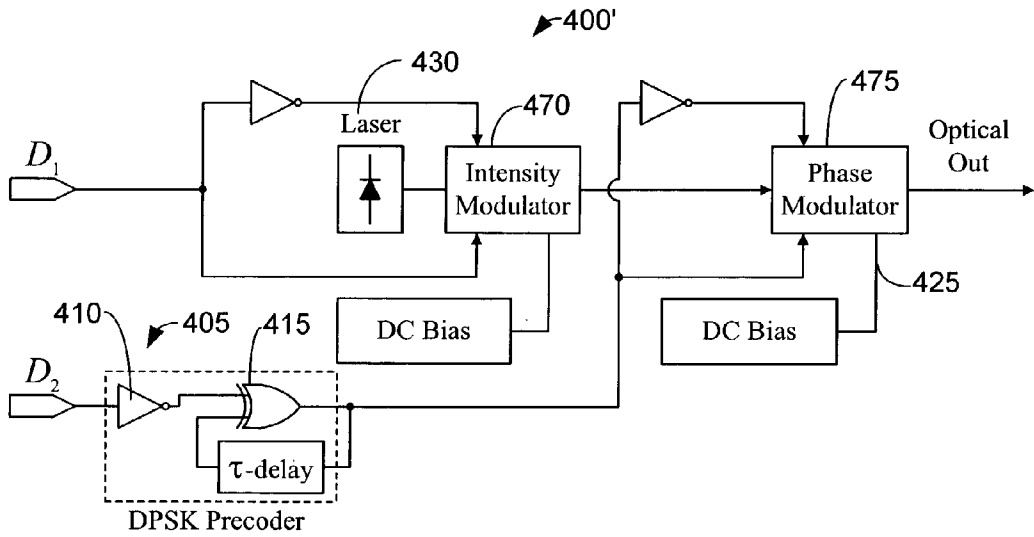 400'
430
Laser
470
475
D₁
Intensity
Modulator
Phase
Modulator
Optical
Out
425
410
405
415
DC Bias
DC Bias
D₂
τ-delay
DPSK Precoder